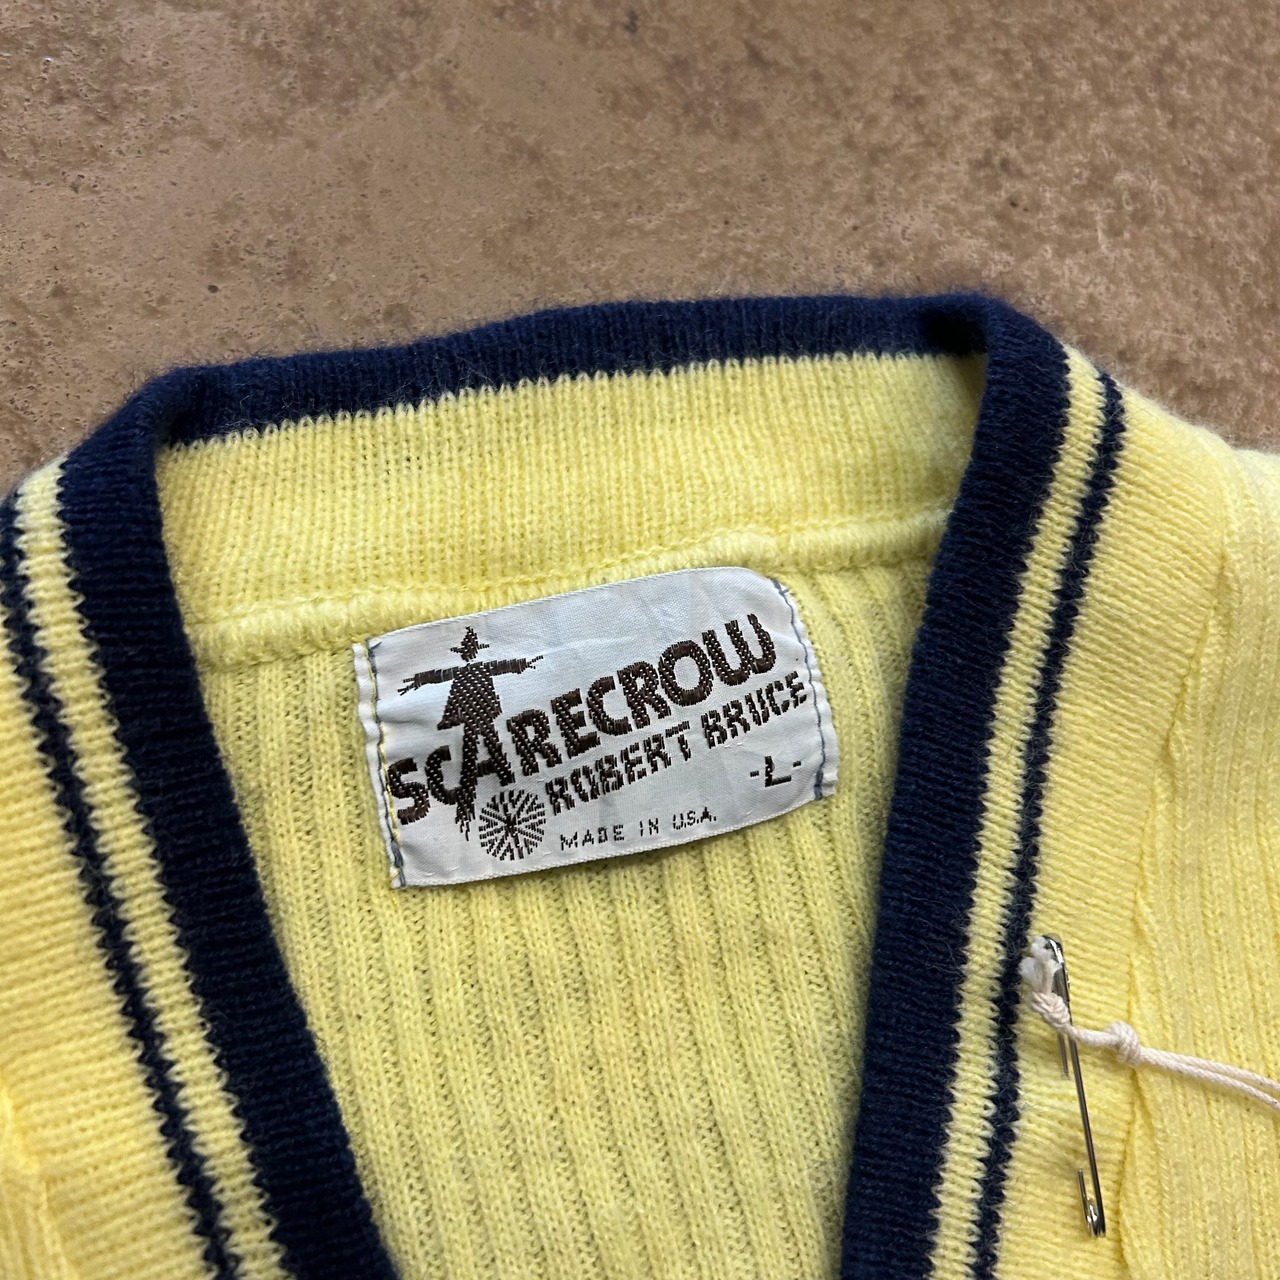 SCARECROW
ROBERT BRUCE
-L-
MADE IN U.S.A.